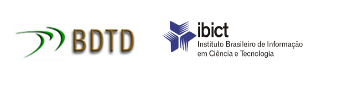 BDTD
ibict
Instituto Brasileiro de Informação
em Ciência e Tecnologia